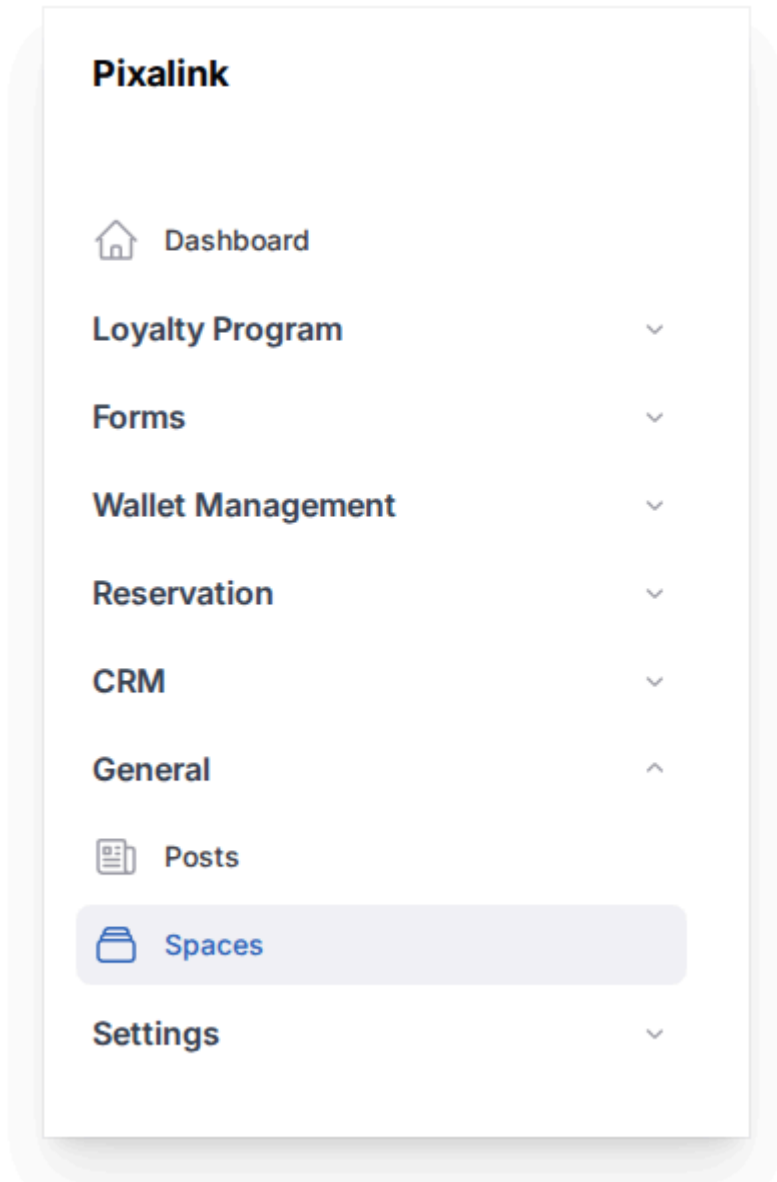 Pixalink
Dashboard
Loyalty Program
Forms
Wallet Management
Reservation
CRM
General
Posts
Spaces
Settings